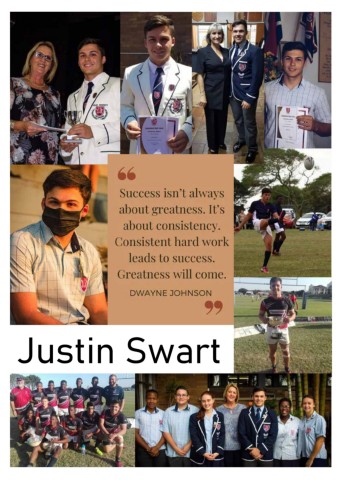 “
Success isn't always
about greatness. It's
about consistency.
Consistent hard work
leads to success.
Greatness will come.
DWAYNE JOHNSON
”
Justin Swart